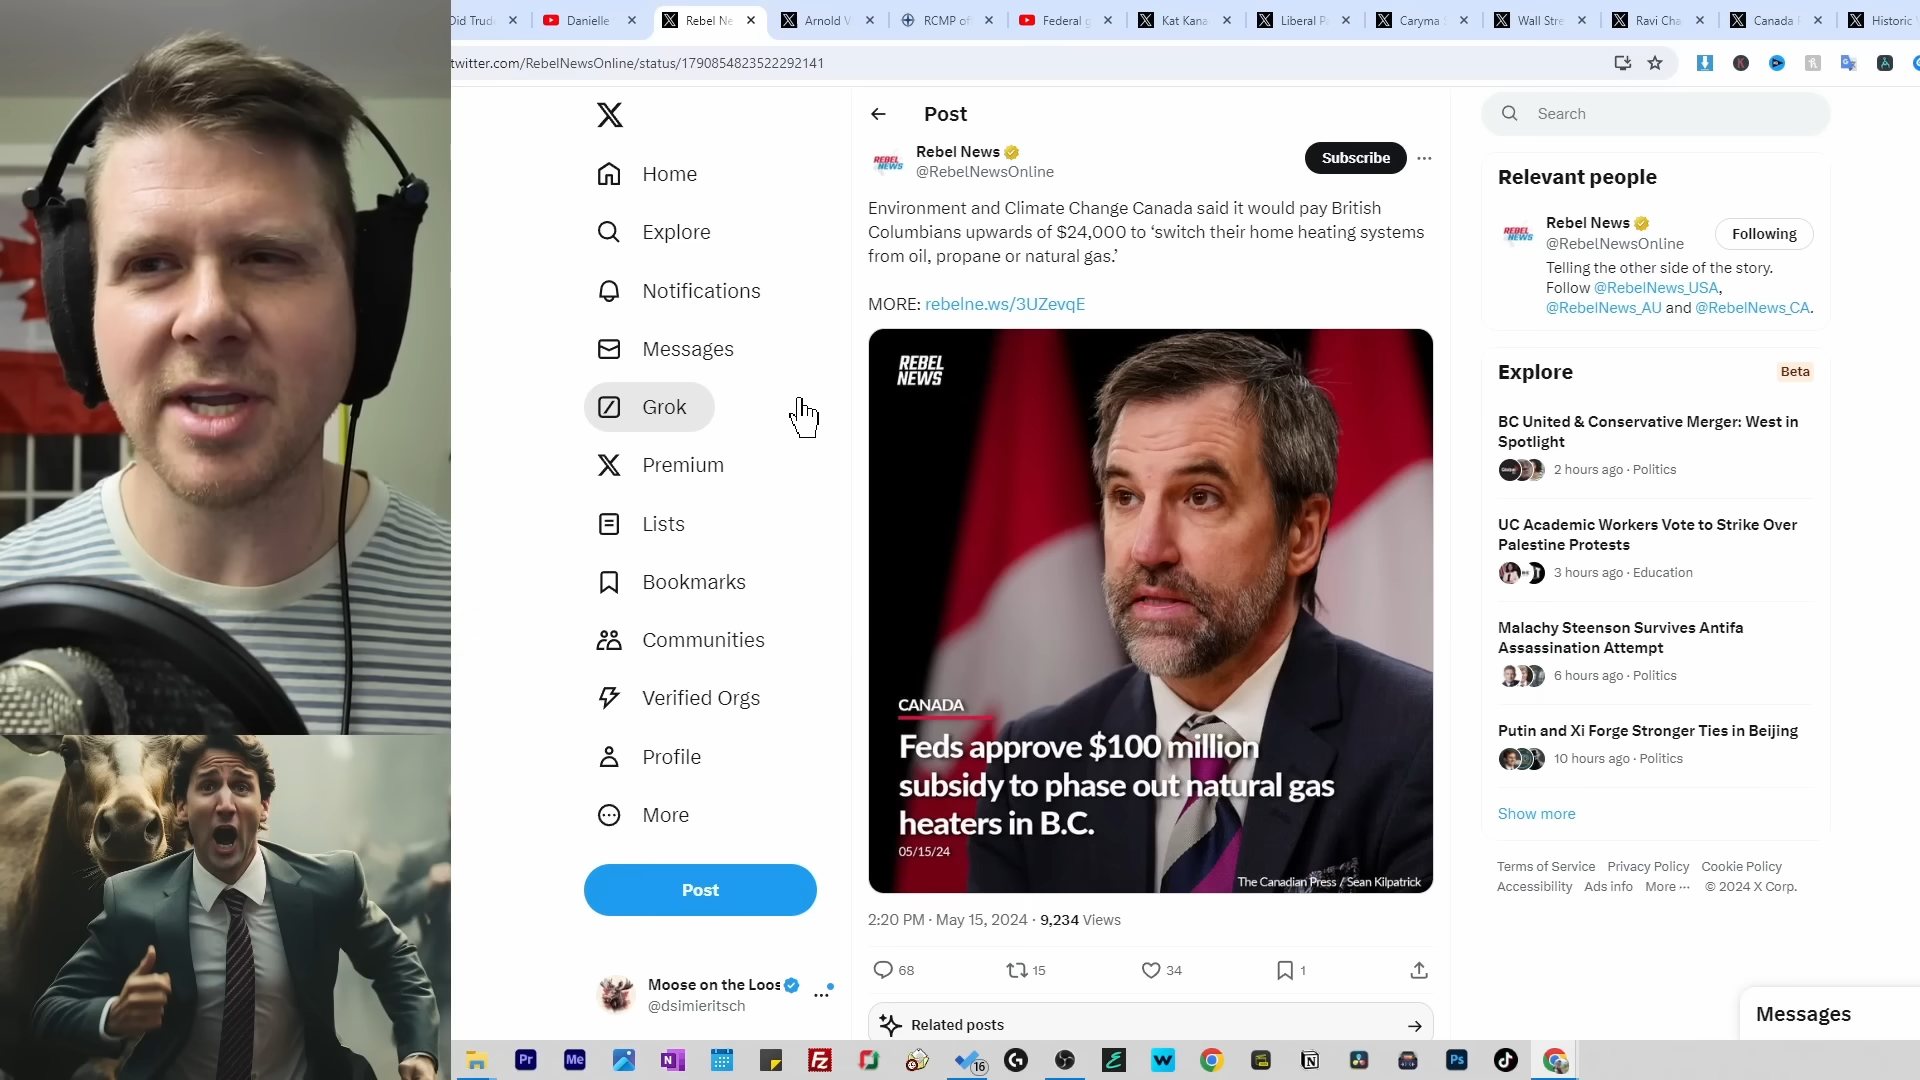 Did Trud
Danielle
Rebel Ne
Arnold V
RCMP of
Federal g
Kat Kana
Liberal P
Caryma
Wall Stre
Ravi Cha
Canada
Historic
twitter.com/RebelNewsOnline/status/1790854823522292141
Home
Explore
Notifications
Messages
Grok
Premium
Lists
Bookmarks
Communities
Verified Orgs
Profile
More
Post
Moose on the Loos
@dsimieritsch
Post
Rebel News
@RebelNewsOnline
Subscribe
Environment and Climate Change Canada said it would pay British
Columbians upwards of $24,000 to ‘switch their home heating systems
from oil, propane or natural gas.’
MORE: rebelne.ws/3UZevqE
REBEL
NEWS
CANADA
Feds approve $100 million
subsidy to phase out natural gas
heaters in B.C.
05/15/24
The Canadian Press / Sean Kilpatrick
2:20 PM · May 15, 2024 · 9,234 Views
68
15
34
1
Related posts
Search
Relevant people
REBEL
NEWS
Rebel News
@RebelNewsOnline
Following
Telling the other side of the story.
Follow @RebelNews_USA,
@RebelNews_AU and @RebelNews_CA.
Explore
Beta
BC United & Conservative Merger: West in
Spotlight
2 hours ago · Politics
UC Academic Workers Vote to Strike Over
Palestine Protests
3 hours ago · Education
Malachy Steenson Survives Antifa
Assassination Attempt
6 hours ago · Politics
Putin and Xi Forge Stronger Ties in Beijing
10 hours ago · Politics
Show more
Terms of Service Privacy Policy Cookie Policy
Accessibility Ads info More ··· © 2024 X Corp.
Messages
Pr
Me
N
Fz
16
E
W
Ps